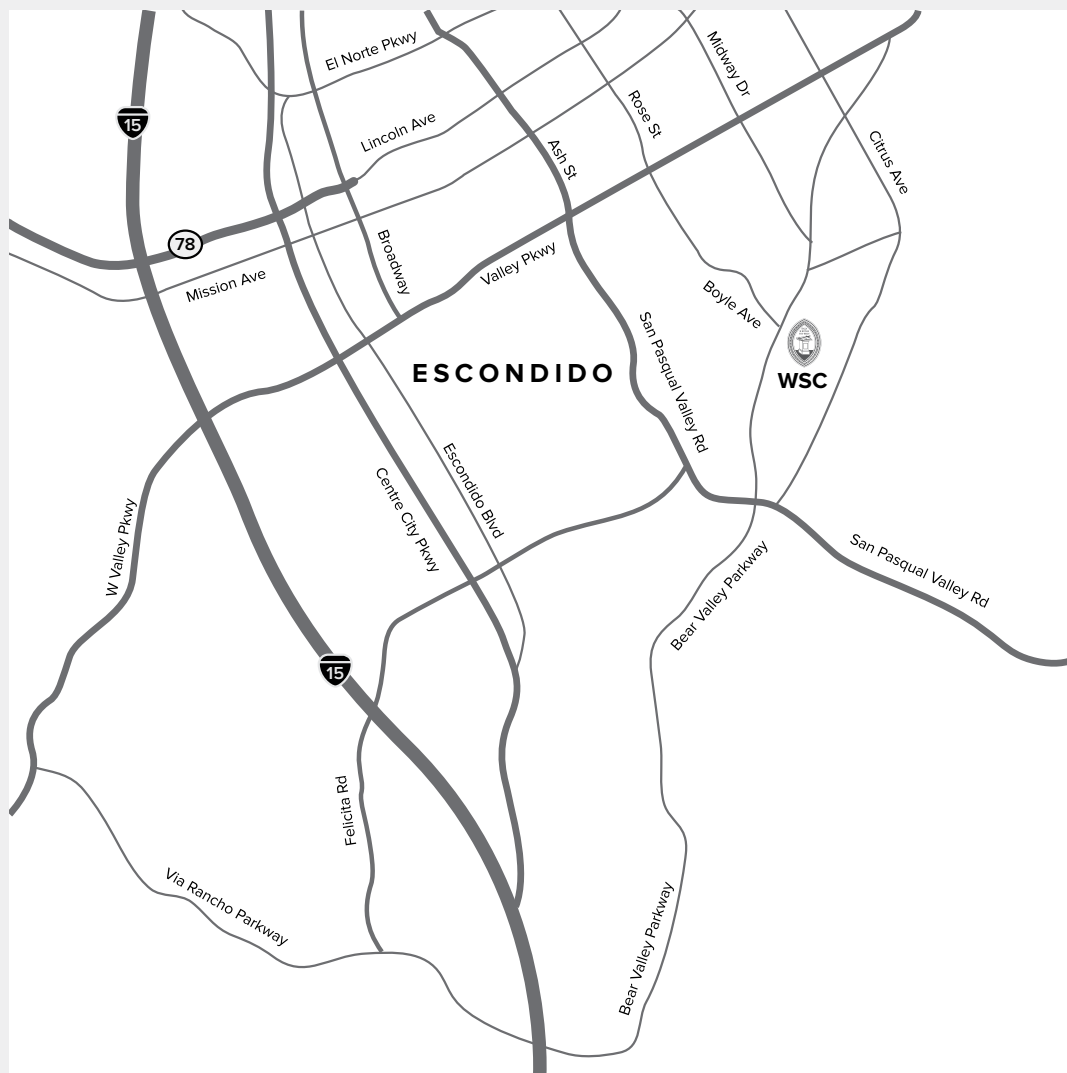 El Norte Pkwy
Midway Dr
15
Rose St
Lincoln Ave
Ash St
Citrus Ave
78
Broadway
Valley Pkwy
Mission Ave
Boyle Ave
San Pasqual Valley Rd
ESCONDIDO
WSC
Escondido Blvd
Centre City Pkwy
W Valley Pkwy
San Pasqual Valley Rd
Bear Valley Parkway
15
Felicita Rd
Via Rancho Parkway
Bear Valley Parkway